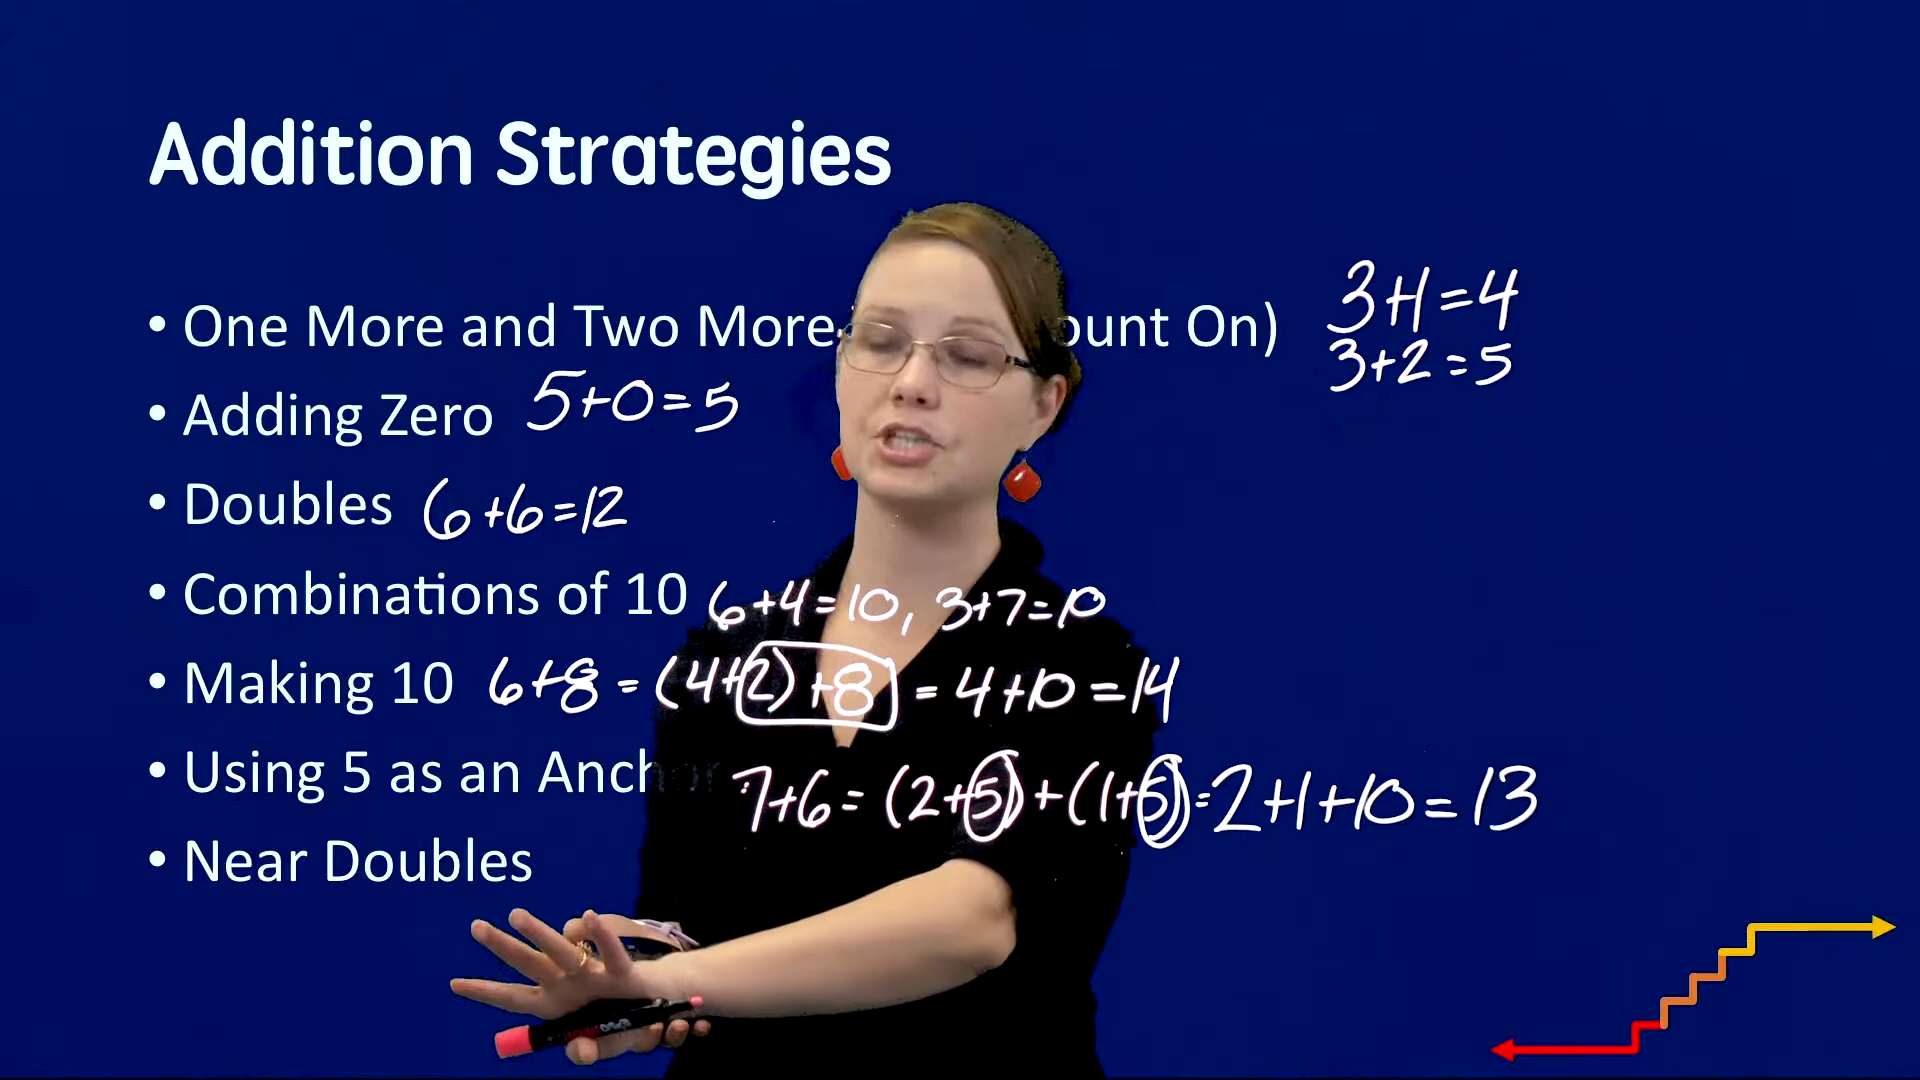 Addition Strategies
• One More and Two More ount On) 3+1=4
3+2=5
• Adding Zero 5+0=5
• Doubles 6+6=12
• Combinations of 10 6+4=10, 3+7=10
• Making 10 6+8=(4+2)+8=4+10=14
• Using 5 as an Anchor 7+6=(2+5)+(1+5)=2+1+10=13
• Near Doubles